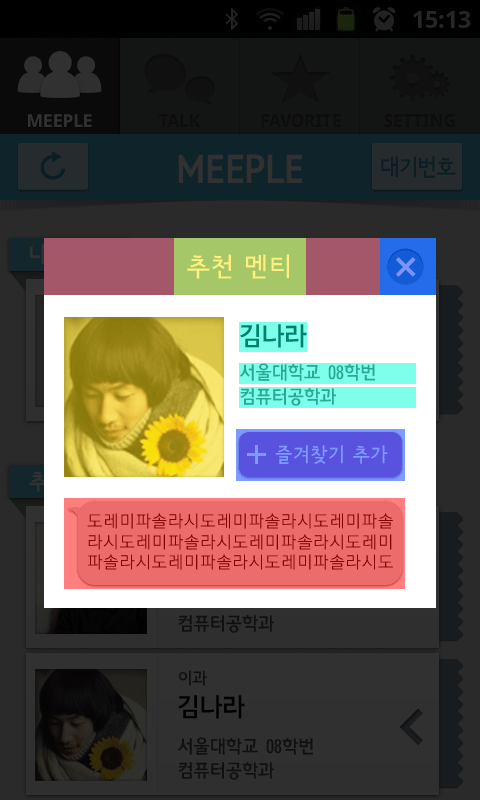 15:13
MEEPLE
TALK
FAVORITE
SETTING
MEEPLE
대기번호
추천 멘티
김나라
서울대학교 08학번
컴퓨터공학과
+ 즐겨찾기 추가
도레미파솔라시도레미파솔라시도레미파솔
라시도레미파솔라시도레미파솔라시도레미
파솔라시도레미파솔라시도레미파솔라시도
컴퓨터공학과
이과
김나라
서울대학교 08학번
컴퓨터공학과